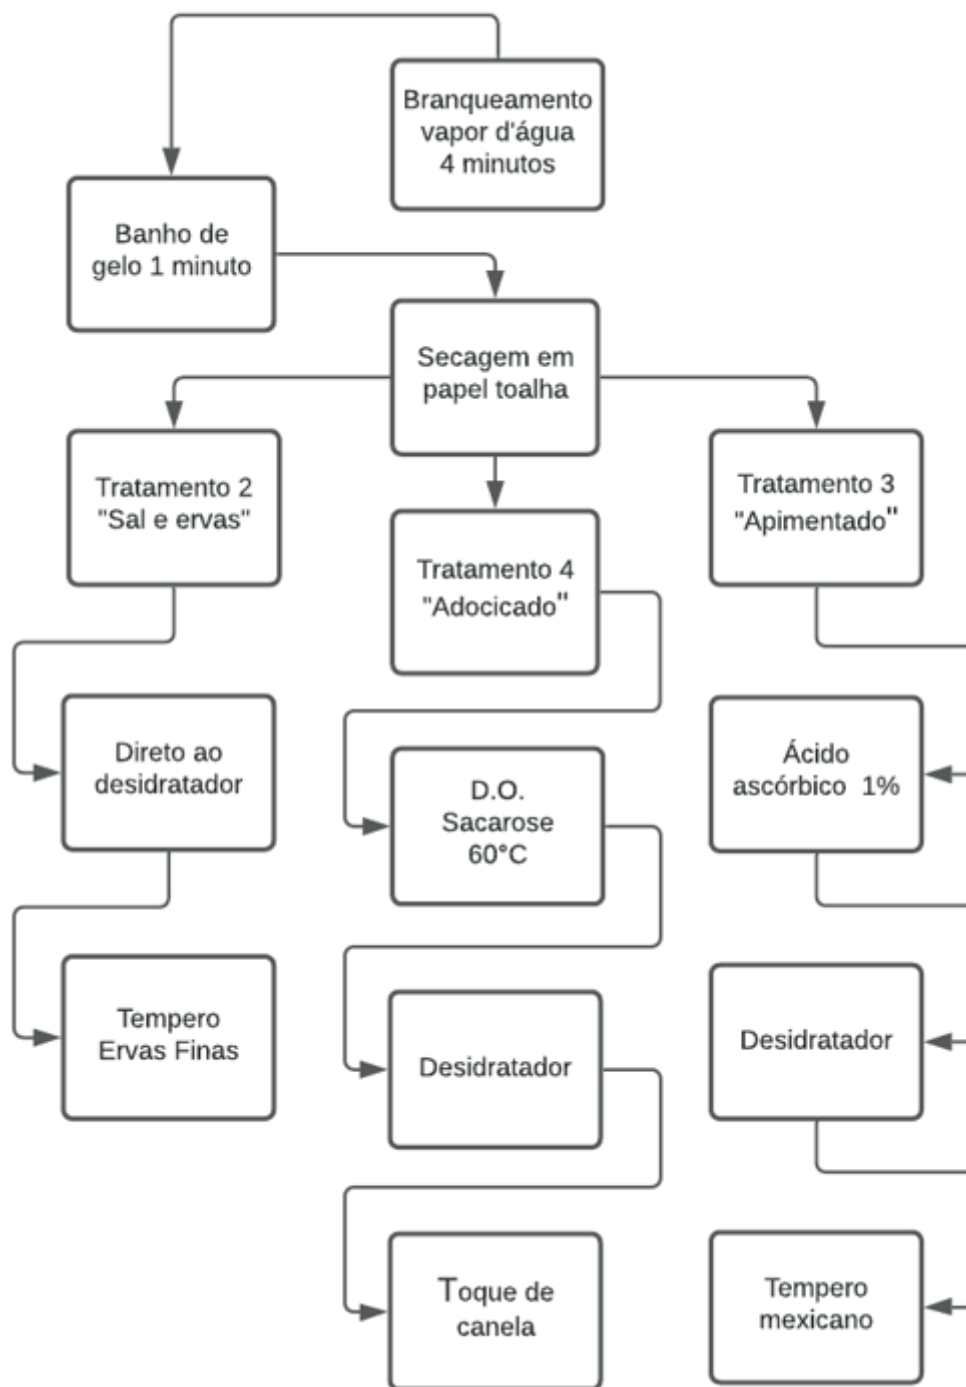 Branqueamento
vapor d'água
4 minutos
Banho de
gelo 1 minuto
Secagem em
papel toalha
Tratamento 2
"Sal e ervas"
Tratamento 4
"Adocicado"
Tratamento 3
"Apimentado"
Direto ao
desidratador
D.O.
Sacarose
60°C
Ácido
ascórbico 1%
Tempero
Ervas Finas
Desidratador
Desidratador
Toque de
canela
Tempero
mexicano